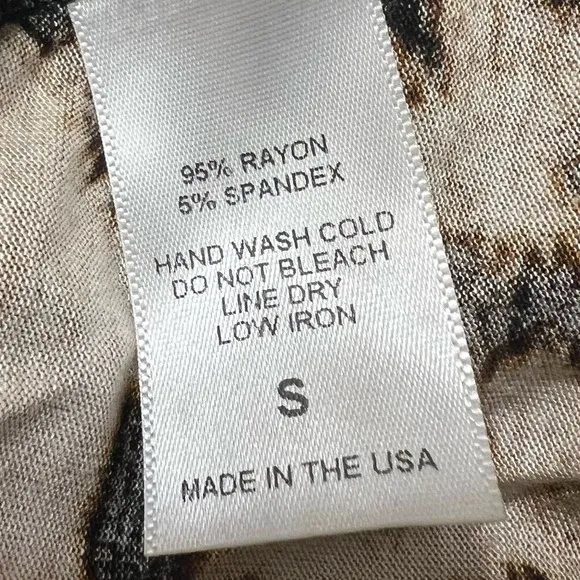 95% RAYON
5% SPANDEX
HAND WASH COLD
DO NOT BLEACH
LINE DRY
LOW IRON
S
MADE IN THE USA